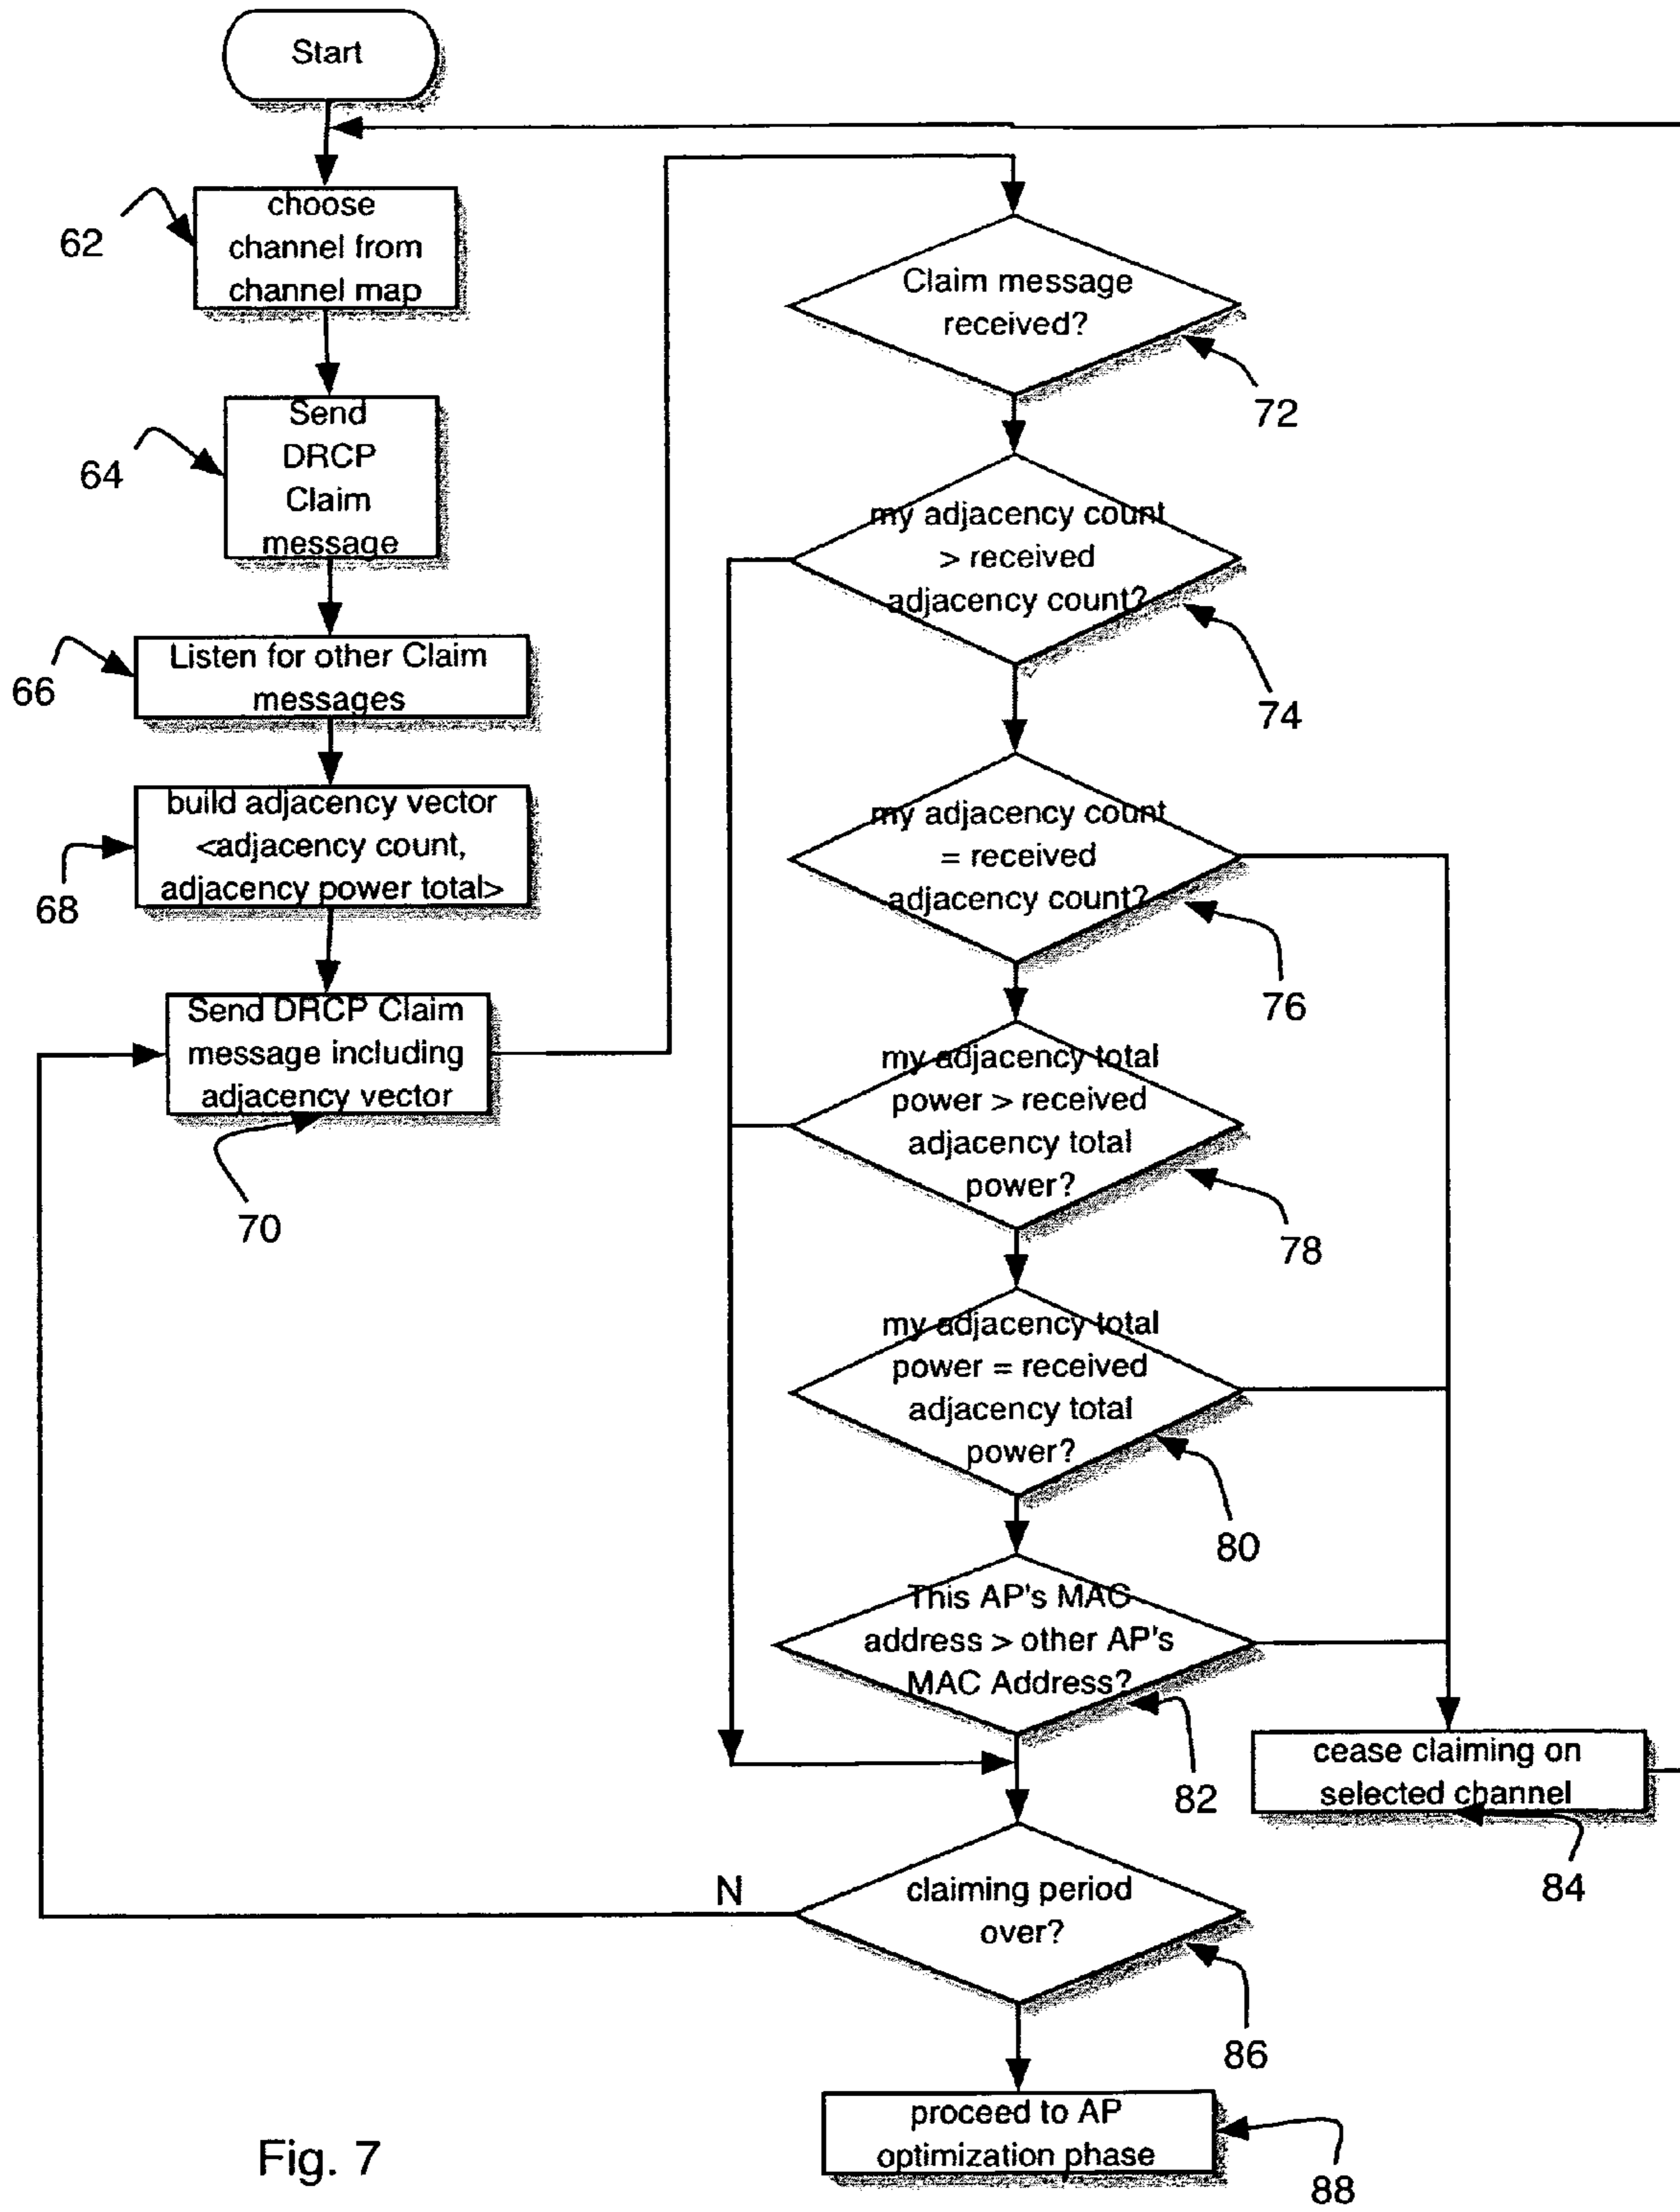 Start
choose
channel from
channel map
62
Send
DRCP
Claim
message
64
Listen for other Claim
messages
66
build adjacency vector
<adjacency count,
adjacency power total>
68
Send DRCP Claim
message including
adjacency vector
70
Claim message
received?
72
my adjacency count
> received
adjacency count?
74
my adjacency count
= received
adjacency count?
76
my adjacency total
power > received
adjacency total
power?
78
my adjacency total
power = received
adjacency total
power?
80
This AP's MAC
address > other AP's
MAC Address?
82
cease claiming on
selected channel
84
N
claiming period
over?
86
proceed to AP
optimization phase
88
Fig. 7